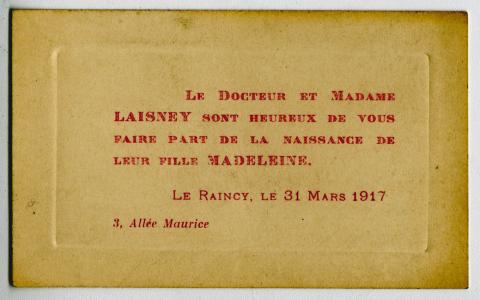 Le Docteur et Madame
LAISNEY sont heureux de vous
faire part de la naissance de
leur fille MADELEINE.
Le Raincy, le 31 Mars 1917
3, Allée Maurice